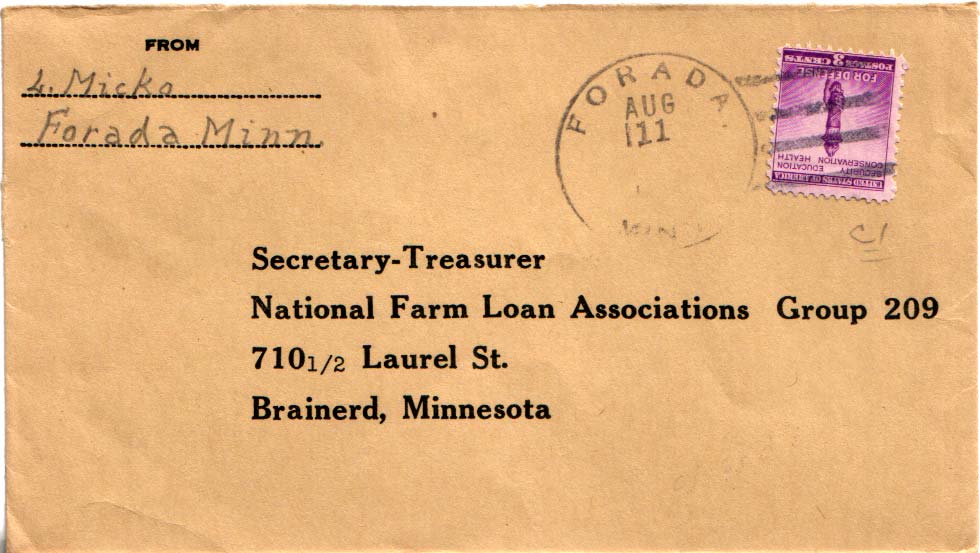 FROM
L. Micka
Forada Minn.
FORADA
AUG
11
MINN
POSTAGE 3 CENTS
FOR DEFENSE
SECURITY EDUCATION
CONSERVATION HEALTH
UNITED STATES OF AMERICA
C1
Secretary-Treasurer
National Farm Loan Associations Group 209
710 1/2 Laurel St.
Brainerd, Minnesota